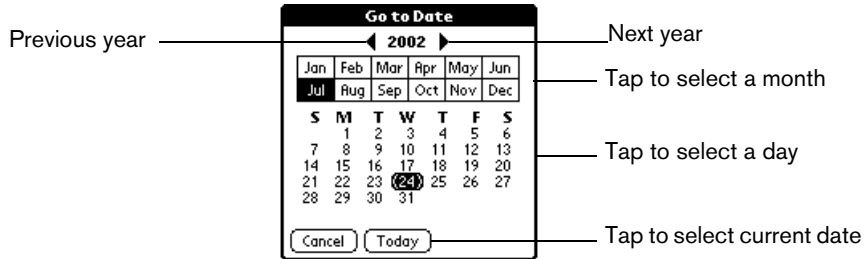 Go to Date
Previous year
2002
Next year
Jan Feb Mar Apr May Jun
Tap to select a month
Jul Aug Sep Oct Nov Dec
S M T W T F S
1 2 3 4 5 6
7 8 9 10 11 12 13
Tap to select a day
14 15 16 17 18 19 20
21 22 23 24 25 26 27
28 29 30 31
Cancel Today
Tap to select current date